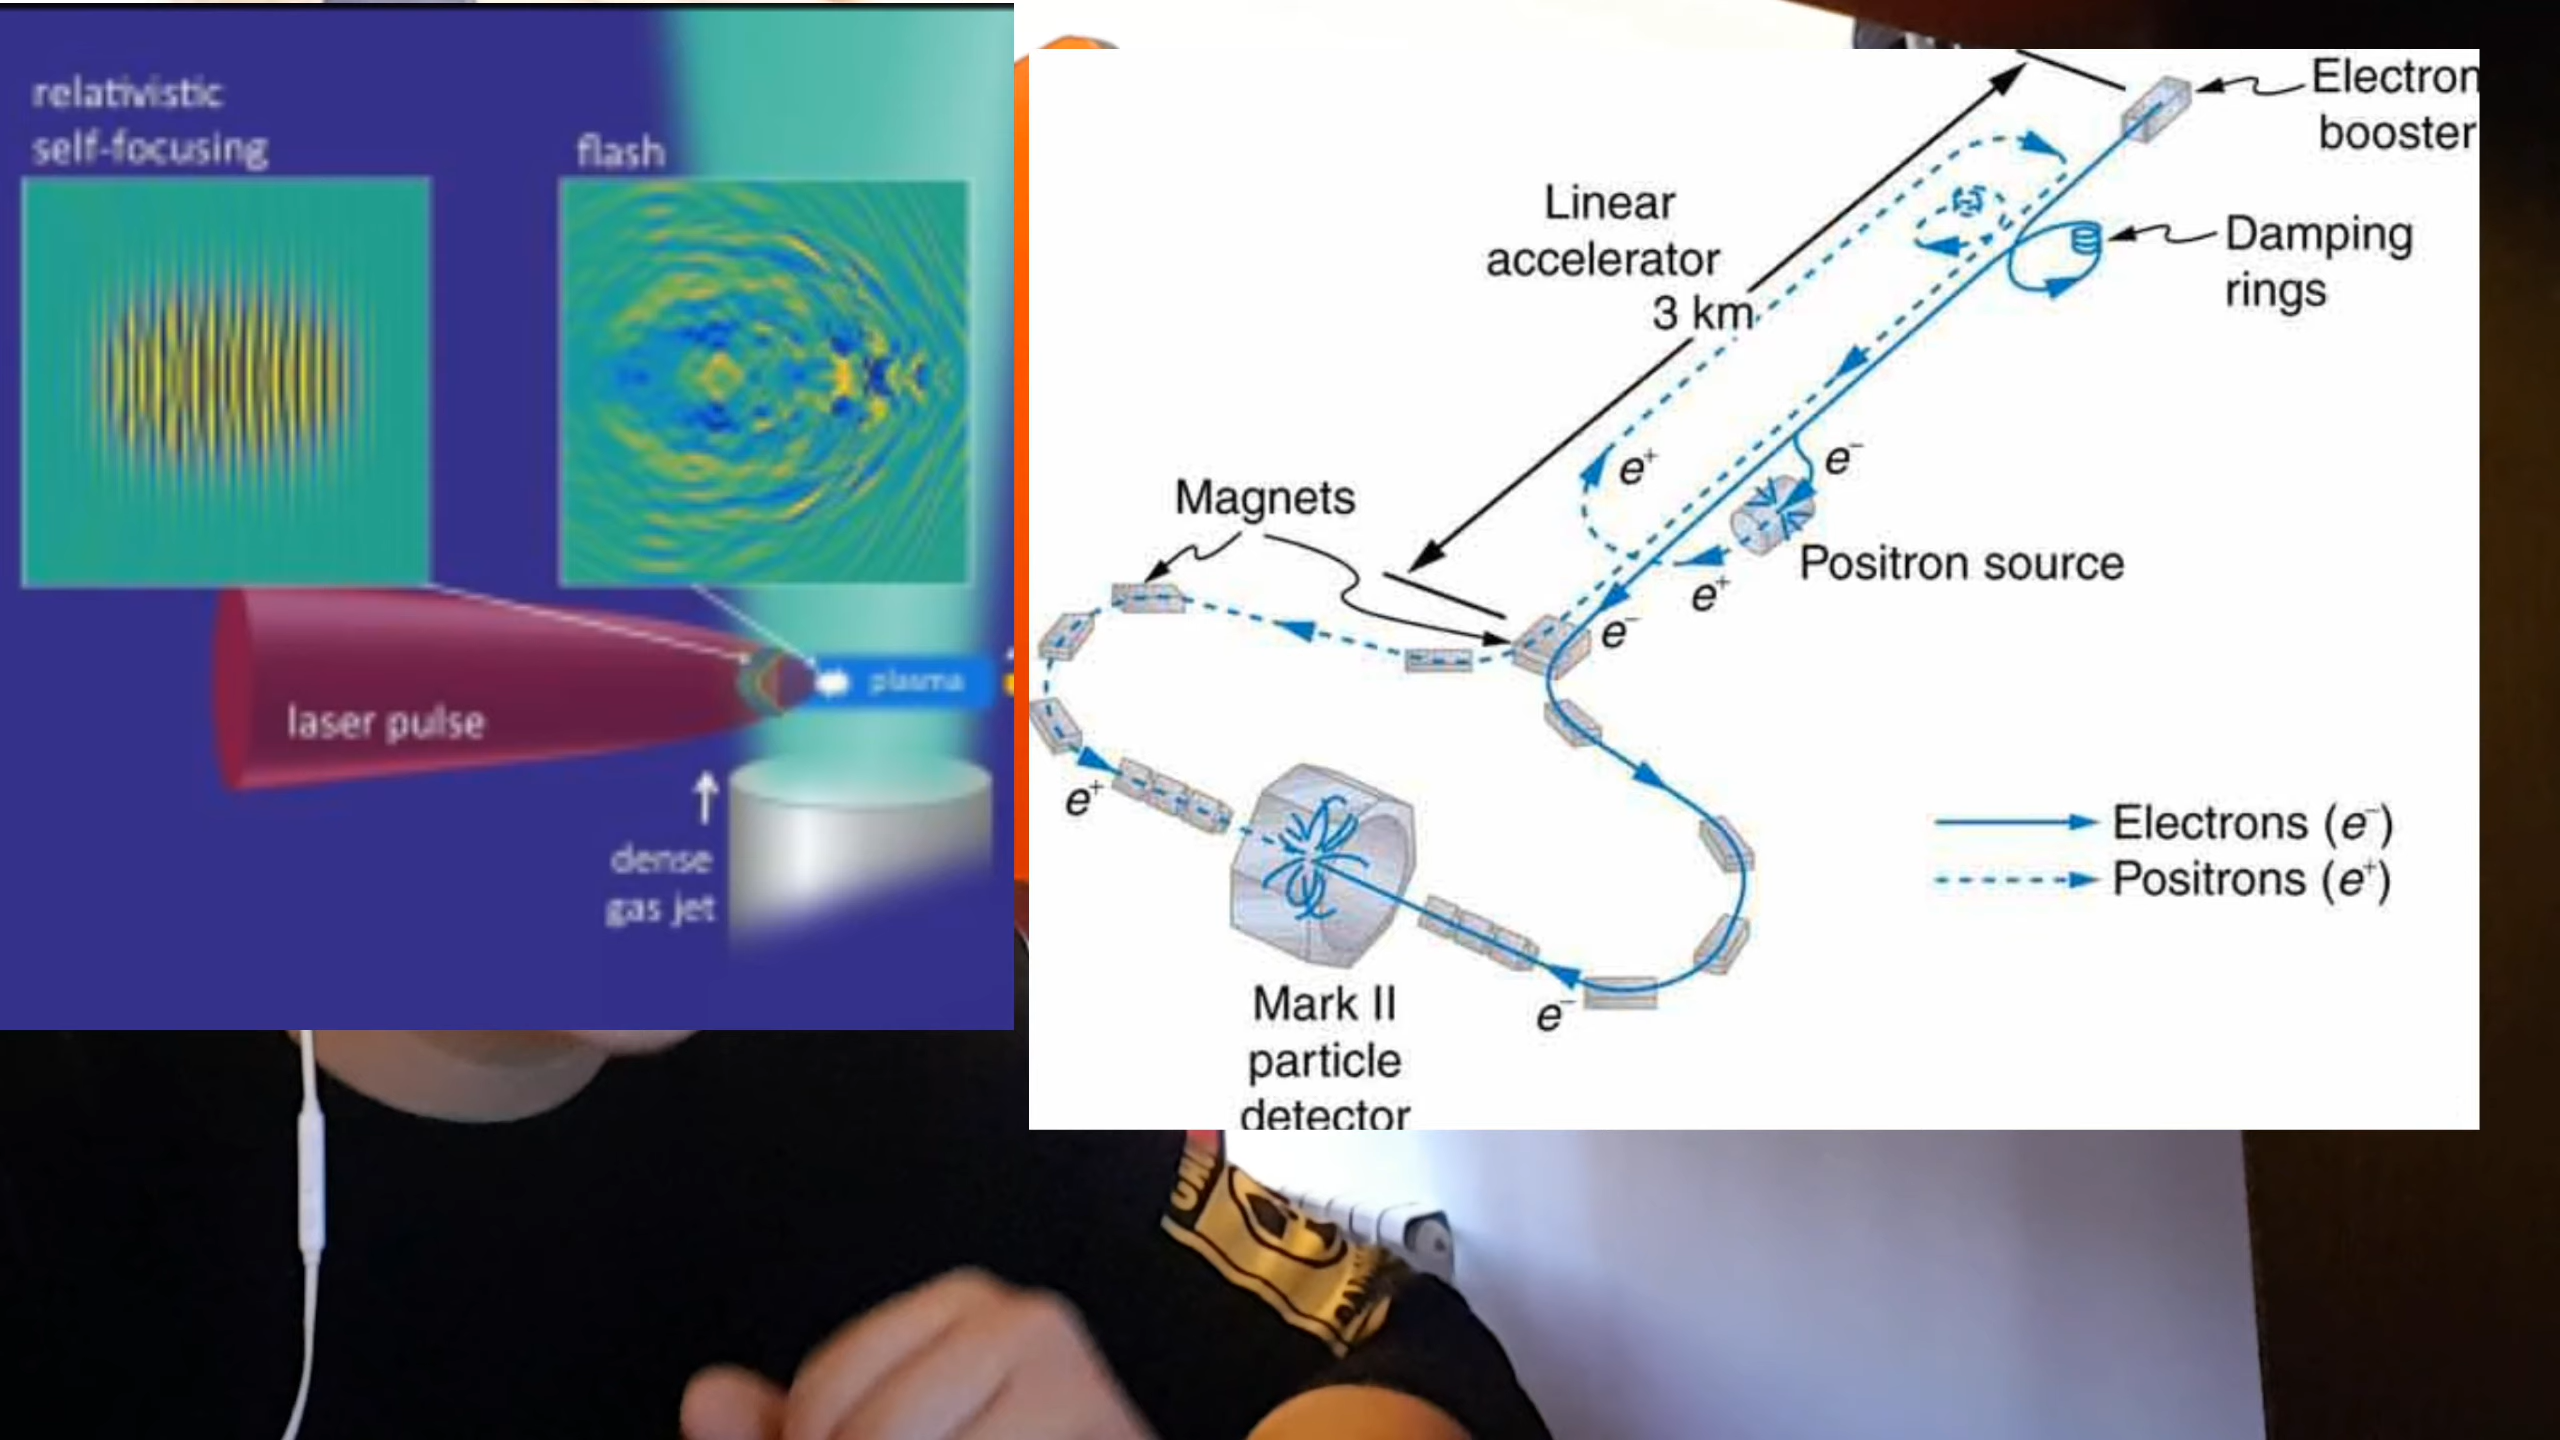 relativistic
self-focusing
flash
laser pulse
plasma
dense
gas jet
Electron
booster
Linear
accelerator
3 km
Damping
rings
e⁻
e⁺
Magnets
Positron source
e⁺
e⁻
e⁺
Electrons (e⁻)
Positrons (e⁺)
e⁻
Mark II
particle
detector